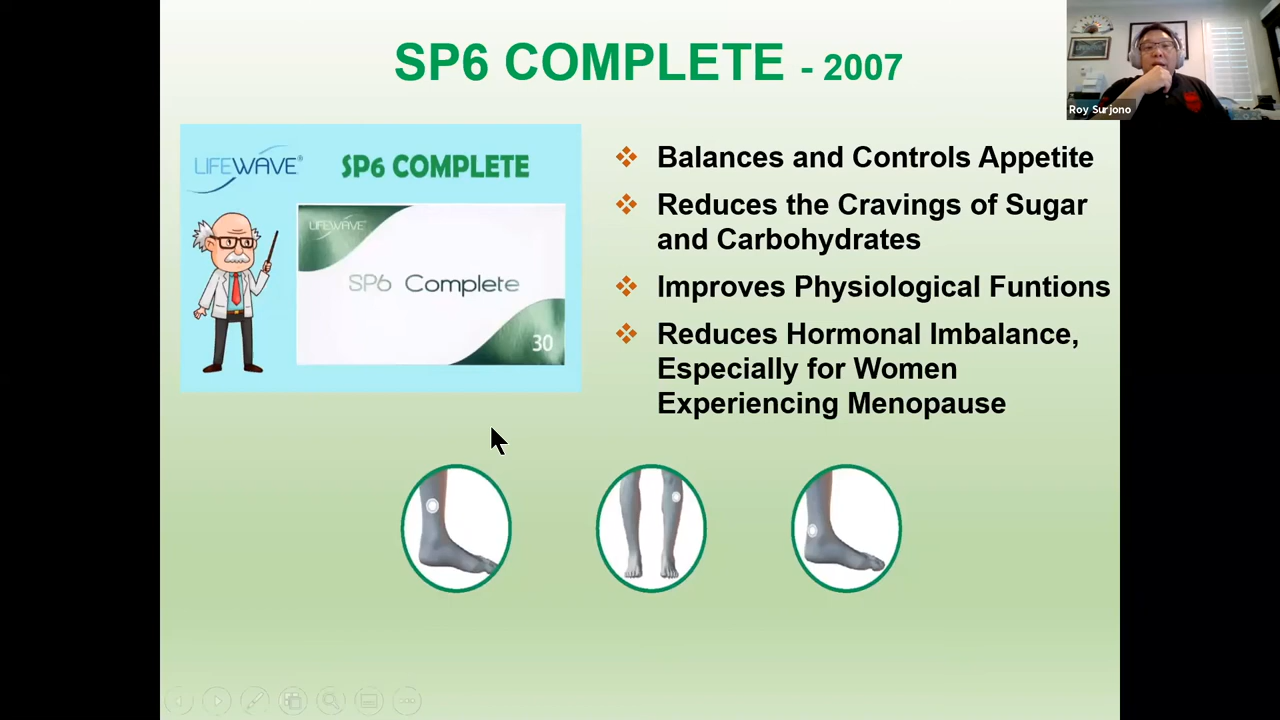 SP6 COMPLETE - 2007
Roy Surjono
LIFEWAVE®
SP6 COMPLETE
LIFEWAVE
SP6 Complete
30
Balances and Controls Appetite
Reduces the Cravings of Sugar
and Carbohydrates
Improves Physiological Funtions
Reduces Hormonal Imbalance,
Especially for Women
Experiencing Menopause